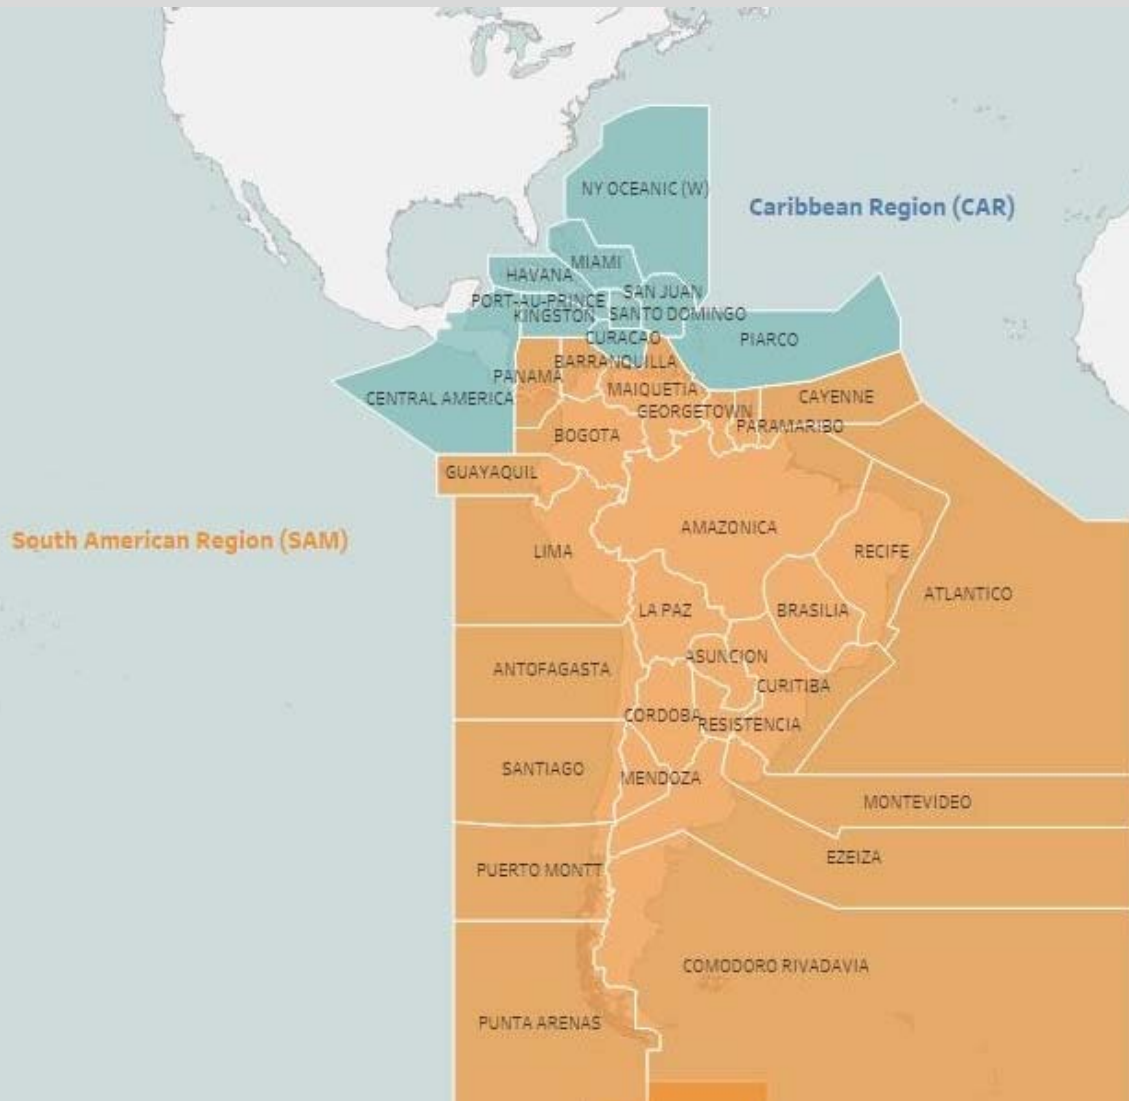 NY OCEANIC (W)
Caribbean Region (CAR)
MIAMI
HAVANA
SAN JUAN
PORT-AU-PRINCE
KINGSTON
SANTO DOMINGO
CURACAO
PIARCO
BARRANQUILLA
PANAMA
MAIQUETIA
CENTRAL AMERICA
CAYENNE
GEORGETOWN
PARAMARIBO
BOGOTA
GUAYAQUIL
AMAZONICA
South American Region (SAM)
LIMA
RECIFE
ATLANTICO
LA PAZ
BRASILIA
ASUNCION
ANTOFAGASTA
CURITIBA
CORDOBA
RESISTENCIA
SANTIAGO
MENDOZA
MONTEVIDEO
EZEIZA
PUERTO MONTT
COMODORO RIVADAVIA
PUNTA ARENAS